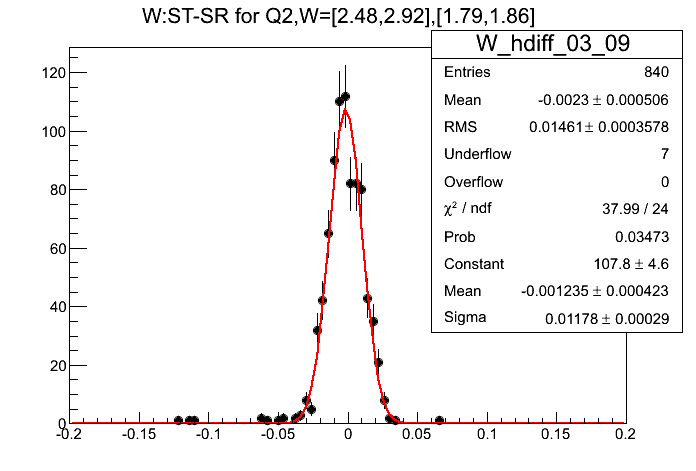 W:ST-SR for Q2,W=[2.48,2.92],[1.79,1.86]
W_hdiff_03_09
Entries 840
Mean -0.0023 ± 0.000506
RMS 0.01461± 0.0003578
Underflow 7
Overflow 0
χ² / ndf 37.99 / 24
Prob 0.03473
Constant 107.8 ± 4.6
Mean -0.001235 ± 0.000423
Sigma 0.01178 ± 0.00029
120
100
80
60
40
20
0
-0.2 -0.15 -0.1 -0.05 0 0.05 0.1 0.15 0.2